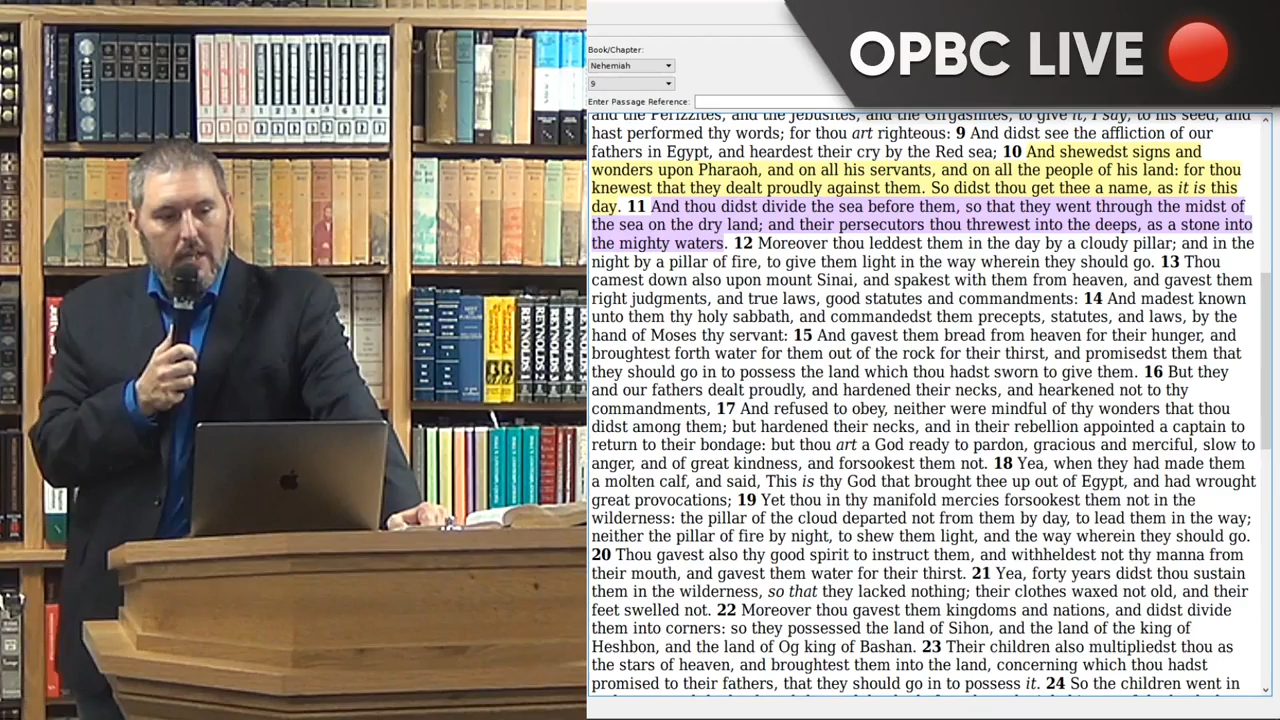 OPBC LIVE
Book/Chapter:
Nehemiah
9
Enter Passage Reference:
and the Perizzites, and the Jebusites, and the Girgashites, to give it, I say, to his seed, and
hast performed thy words; for thou art righteous: 9 And didst see the affliction of our
fathers in Egypt, and heardest their cry by the Red sea; 10 And shewedst signs and
wonders upon Pharaoh, and on all his servants, and on all the people of his land: for thou
knewest that they dealt proudly against them. So didst thou get thee a name, as it is this
day. 11 And thou didst divide the sea before them, so that they went through the midst of
the sea on the dry land; and their persecutors thou threwest into the deeps, as a stone into
the mighty waters. 12 Moreover thou leddest them in the day by a cloudy pillar; and in the
night by a pillar of fire, to give them light in the way wherein they should go. 13 Thou
camest down also upon mount Sinai, and spakest with them from heaven, and gavest them
right judgments, and true laws, good statutes and commandments: 14 And madest known
unto them thy holy sabbath, and commandedst them precepts, statutes, and laws, by the
hand of Moses thy servant: 15 And gavest them bread from heaven for their hunger, and
broughtest forth water for them out of the rock for their thirst, and promisedst them that
they should go in to possess the land which thou hadst sworn to give them. 16 But they
and our fathers dealt proudly, and hardened their necks, and hearkened not to thy
commandments, 17 And refused to obey, neither were mindful of thy wonders that thou
didst among them; but hardened their necks, and in their rebellion appointed a captain to
return to their bondage: but thou art a God ready to pardon, gracious and merciful, slow to
anger, and of great kindness, and forsookest them not. 18 Yea, when they had made them
a molten calf, and said, This is thy God that brought thee up out of Egypt, and had wrought
great provocations; 19 Yet thou in thy manifold mercies forsookest them not in the
wilderness: the pillar of the cloud departed not from them by day, to lead them in the way;
neither the pillar of fire by night, to shew them light, and the way wherein they should go.
20 Thou gavest also thy good spirit to instruct them, and withheldest not thy manna from
their mouth, and gavest them water for their thirst. 21 Yea, forty years didst thou sustain
them in the wilderness, so that they lacked nothing; their clothes waxed not old, and their
feet swelled not. 22 Moreover thou gavest them kingdoms and nations, and didst divide
them into corners: so they possessed the land of Sihon, and the land of the king of
Heshbon, and the land of Og king of Bashan. 23 Their children also multipliedst thou as
the stars of heaven, and broughtest them into the land, concerning which thou hadst
promised to their fathers, that they should go in to possess it. 24 So the children went in
REYNOLDS
REYNOLDS 2
REYNOLDS
REYNOLDS